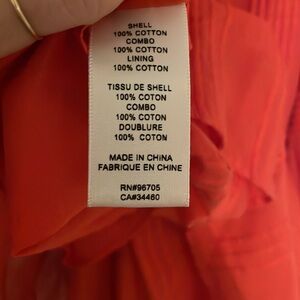 SHELL
100% COTTON
COMBO
100% COTTON
LINING
100% COTTON
TISSU DE SHELL
100% COTON
COMBO
100% COTON
DOUBLURE
100% COTON
MADE IN CHINA
FABRIQUE EN CHINE
RN#96705
CA#34460